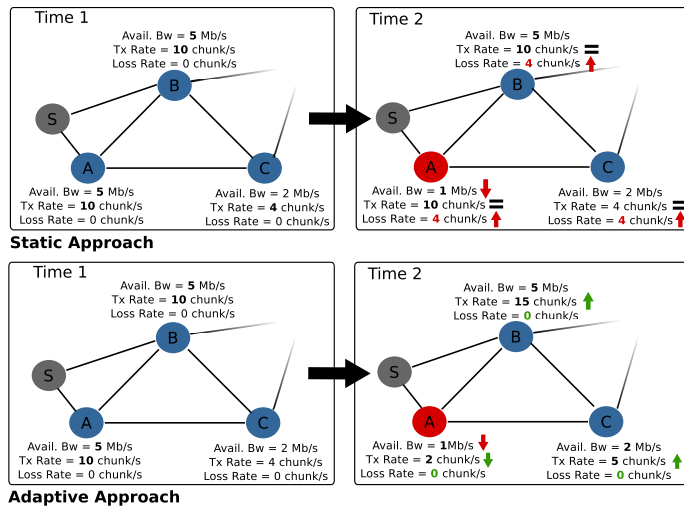 Time 1
Avail. Bw = 5 Mb/s
Tx Rate = 10 chunk/s
Loss Rate = 0 chunk/s
B
S
A
C
Avail. Bw = 5 Mb/s
Tx Rate = 10 chunk/s
Loss Rate = 0 chunk/s
Avail. Bw = 2 Mb/s
Tx Rate = 4 chunk/s
Loss Rate = 0 chunk/s
Time 2
Avail. Bw = 5 Mb/s
Tx Rate = 10 chunk/s =
Loss Rate = 4 chunk/s
B
S
A
C
Avail. Bw = 1 Mb/s
Tx Rate = 10 chunk/s =
Loss Rate = 4 chunk/s
Avail. Bw = 2 Mb/s
Tx Rate = 4 chunk/s =
Loss Rate = 4 chunk/s
Static Approach
Time 1
Avail. Bw = 5 Mb/s
Tx Rate = 10 chunk/s
Loss Rate = 0 chunk/s
B
S
A
C
Avail. Bw = 5 Mb/s
Tx Rate = 10 chunk/s
Loss Rate = 0 chunk/s
Avail. Bw = 2 Mb/s
Tx Rate = 4 chunk/s
Loss Rate = 0 chunk/s
Time 2
Avail. Bw = 5 Mb/s
Tx Rate = 15 chunk/s
Loss Rate = 0 chunk/s
B
S
A
C
Avail. Bw = 1Mb/s
Tx Rate = 2 chunk/s
Loss Rate = 0 chunk/s
Avail. Bw = 2 Mb/s
Tx Rate = 5 chunk/s
Loss Rate = 0 chunk/s
Adaptive Approach